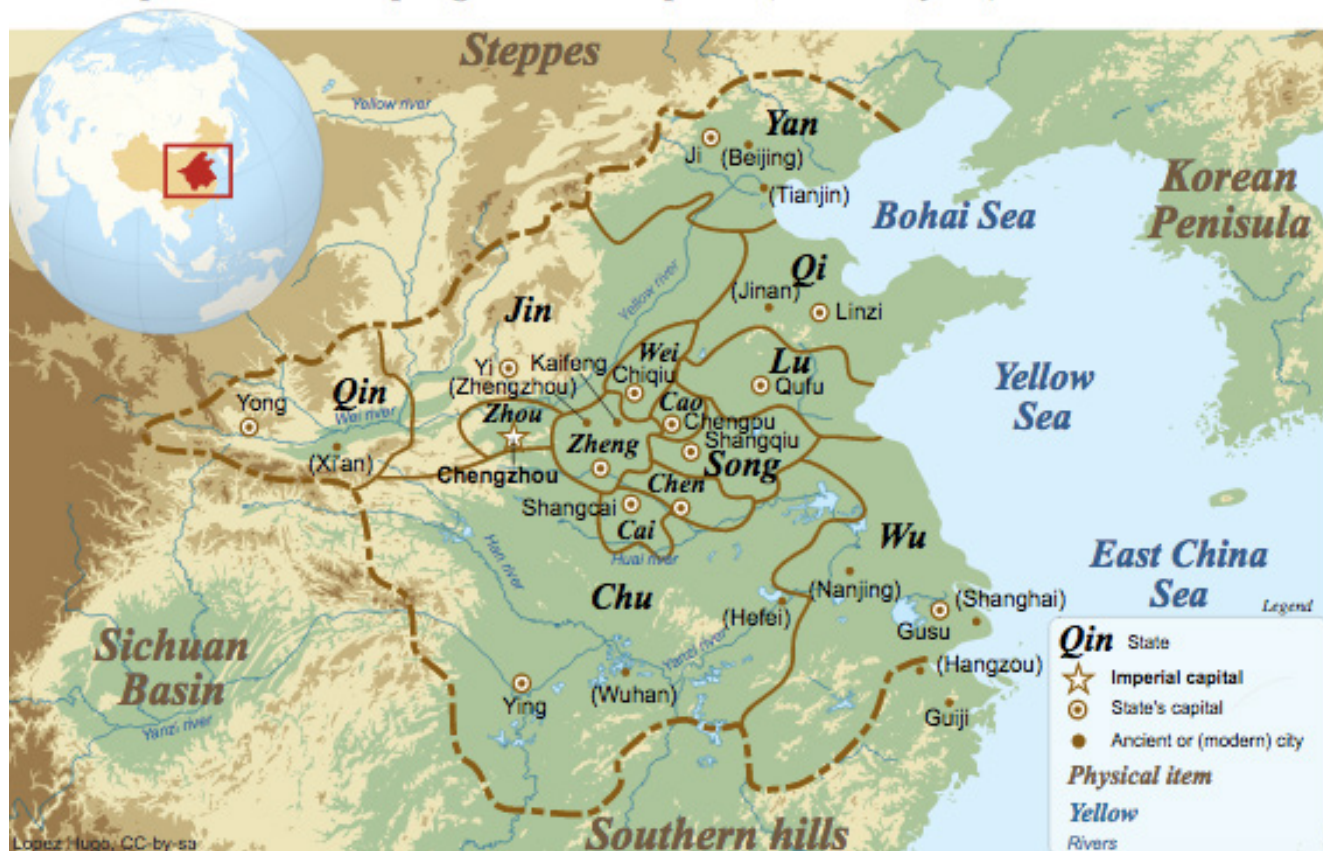 Steppes
Yellow river
Yan
Ji
(Beijing)
(Tianjin)
Korean
Penisula
Bohai Sea
Qi
(Jinan)
Linzi
Yellow river
Jin
Wei
Chiqiu
Lu
Qufu
Yellow
Sea
Yi
Kaifeng
(Zhengzhou)
Cao
Chengpu
Shangqiu
Song
Qin
Yong
Wei river
(Xi'an)
Zhou
Chengzhou
Zheng
Chen
Shangcai
Cai
Huai river
Han river
Chu
Wu
(Nanjing)
(Hefei)
(Shanghai)
Gusu
East China
Sea
Yanzi river
Sichuan
Basin
Yanzi river
Ying
(Wuhan)
(Hangzou)
Guiji
Southern hills
Legend
Qin State
Imperial capital
State's capital
Ancient or (modern) city
Physical item
Yellow
Rivers
Lopez Hugo, CC-by-sa